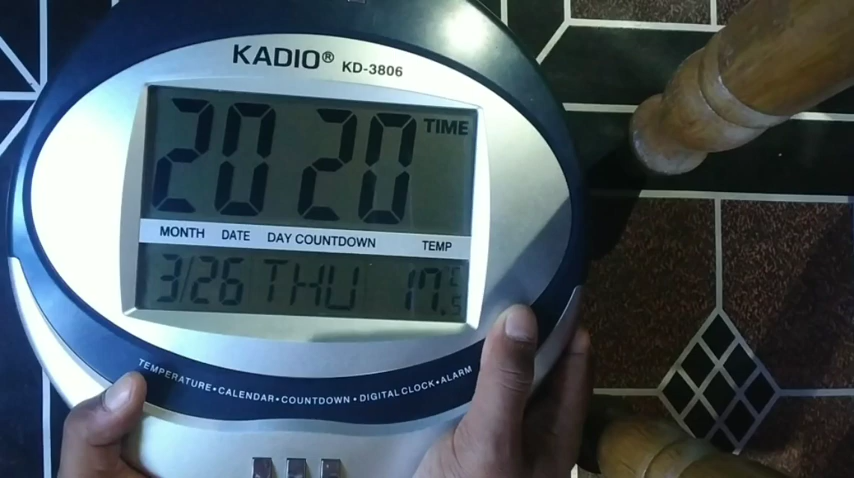 KADIO® KD-3806
20 20 TIME
MONTH DATE DAY COUNTDOWN TEMP
3/26 THU 17.5 C
TEMPERATURE•CALENDAR•COUNTDOWN•DIGITAL CLOCK•ALARM